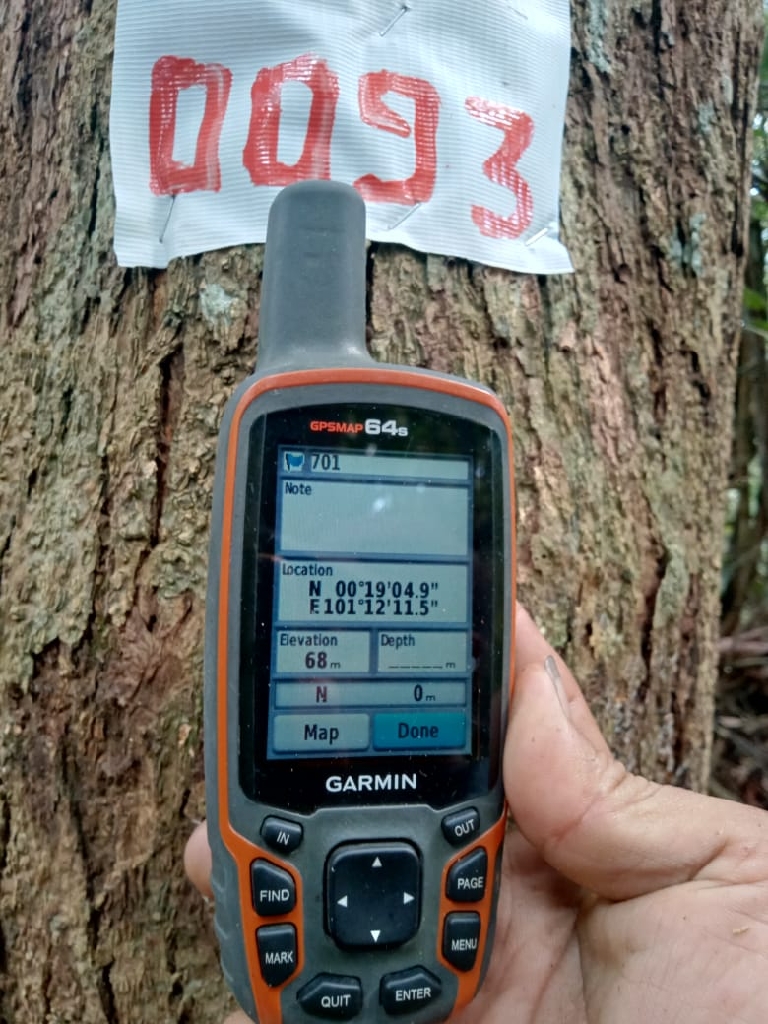 0093
GPSMAP 64s
701
Note
Location
N 00°19'04.9"
E 101°12'11.5"
Elevation Depth
68 m _____ m
N 0 m
Map Done
GARMIN
IN OUT
FIND PAGE
MARK MENU
QUIT ENTER